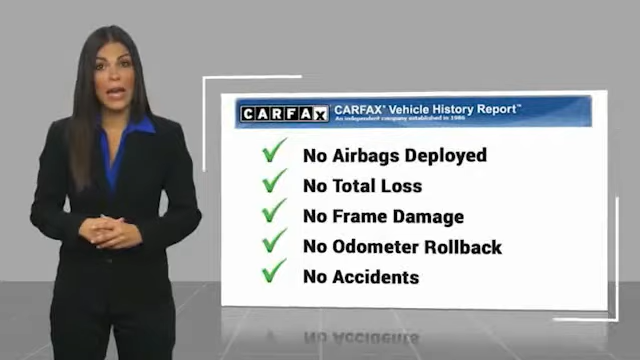 CARFAX CARFAX® Vehicle History Report™
An independent company established in 1986
No Airbags Deployed
No Total Loss
No Frame Damage
No Odometer Rollback
No Accidents